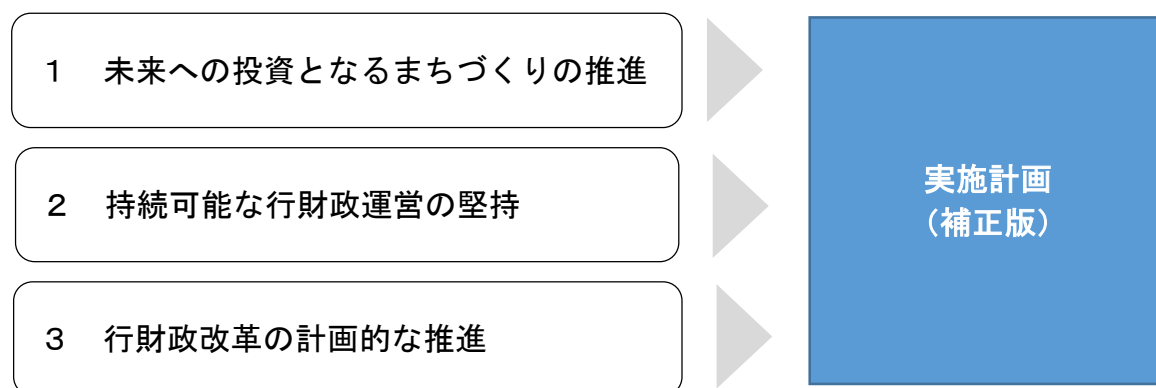 １　未来への投資となるまちづくりの推進
２　持続可能な行財政運営の堅持
３　行財政改革の計画的な推進
実施計画
（補正版）